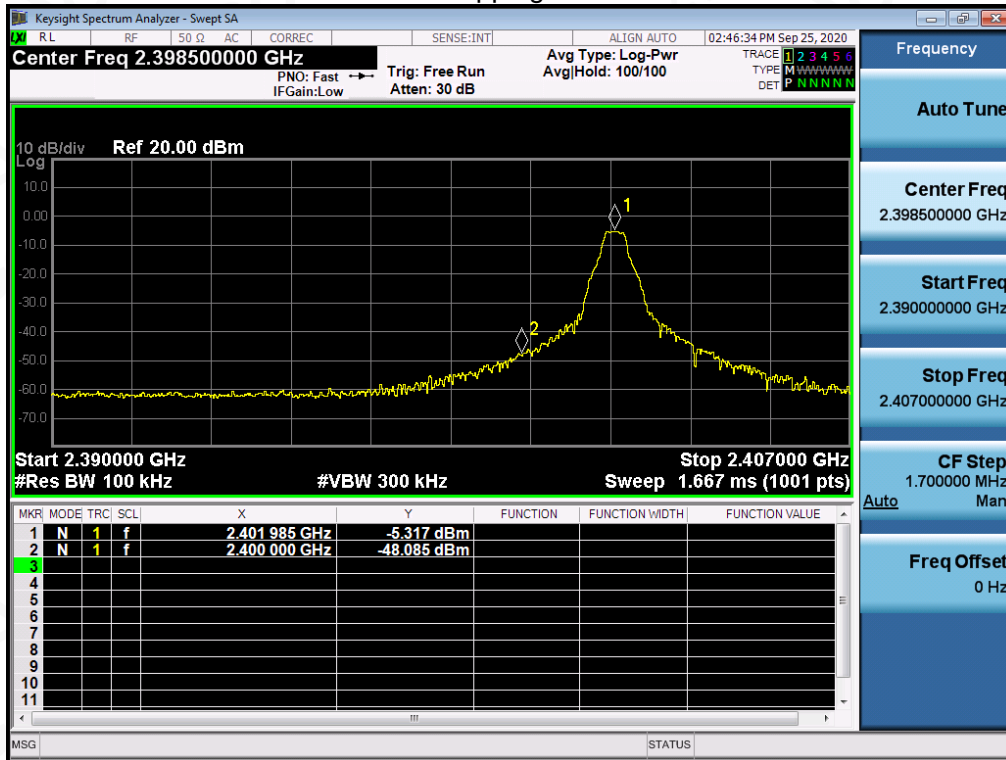 Keysight Spectrum Analyzer - Swept SA
LXI RL RF 50 Ω AC CORREC SENSE:INT ALIGN AUTO 02:46:34 PM Sep 25, 2020
Center Freq 2.398500000 GHz
PNO: Fast
IFGain:Low
Trig: Free Run
Atten: 30 dB
Avg Type: Log-Pwr
Avg|Hold: 100/100
TRACE 1 2 3 4 5 6
TYPE M WWWWW
DET P N N N N N
10 dB/div Ref 20.00 dBm
Log
10.0
0.00
-10.0
-20.0
-30.0
-40.0
-50.0
-60.0
-70.0
1
2
Start 2.390000 GHz Stop 2.407000 GHz
#Res BW 100 kHz #VBW 300 kHz Sweep 1.667 ms (1001 pts)
MKR MODE TRC SCL X Y FUNCTION FUNCTION WIDTH FUNCTION VALUE
1 N 1 f 2.401 985 GHz -5.317 dBm
2 N 1 f 2.400 000 GHz -48.085 dBm
3
4
5
6
7
8
9
10
11
MSG STATUS
Frequency
Auto Tune
Center Freq
2.398500000 GHz
Start Freq
2.390000000 GHz
Stop Freq
2.407000000 GHz
CF Step
1.700000 MHz
Auto Man
Freq Offset
0 Hz